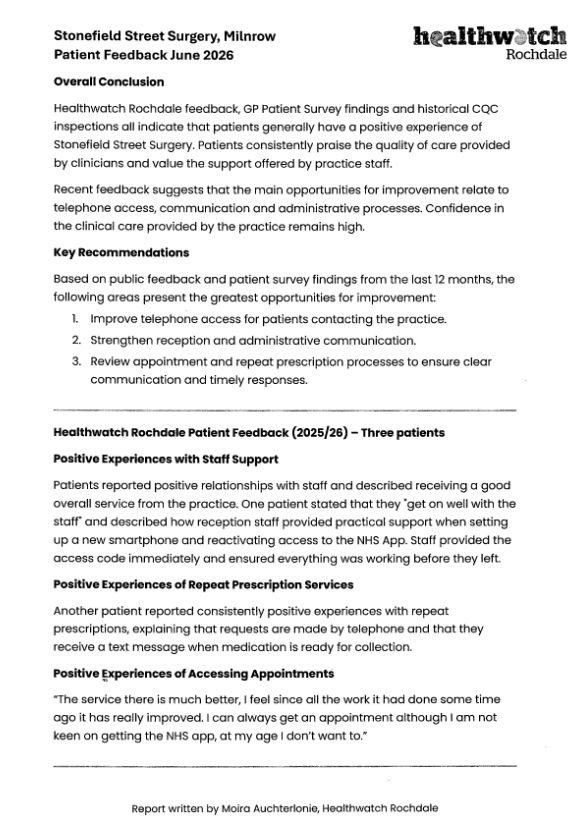 Stonefield Street Surgery, Milnrow
Patient Feedback June 2026
healthwatch
Rochdale
Overall Conclusion
Healthwatch Rochdale feedback, GP Patient Survey findings and historical CQC
inspections all indicate that patients generally have a positive experience of
Stonefield Street Surgery. Patients consistently praise the quality of care provided
by clinicians and value the support offered by practice staff.
Recent feedback suggests that the main opportunities for improvement relate to
telephone access, communication and administrative processes. Confidence in
the clinical care provided by the practice remains high.
Key Recommendations
Based on public feedback and patient survey findings from the last 12 months, the
following areas present the greatest opportunities for improvement:
1. Improve telephone access for patients contacting the practice.
2. Strengthen reception and administrative communication.
3. Review appointment and repeat prescription processes to ensure clear
communication and timely responses.
Healthwatch Rochdale Patient Feedback (2025/26) – Three patients
Positive Experiences with Staff Support
Patients reported positive relationships with staff and described receiving a good
overall service from the practice. One patient stated that they "get on well with the
staff" and described how reception staff provided practical support when setting
up a new smartphone and reactivating access to the NHS App. Staff provided the
access code immediately and ensured everything was working before they left.
Positive Experiences of Repeat Prescription Services
Another patient reported consistently positive experiences with repeat
prescriptions, explaining that requests are made by telephone and that they
receive a text message when medication is ready for collection.
Positive Experiences of Accessing Appointments
“The service there is much better, I feel since all the work it had done some time
ago it has really improved. I can always get an appointment although I am not
keen on getting the NHS app, at my age I don’t want to.”
Report written by Moira Auchterlonie, Healthwatch Rochdale